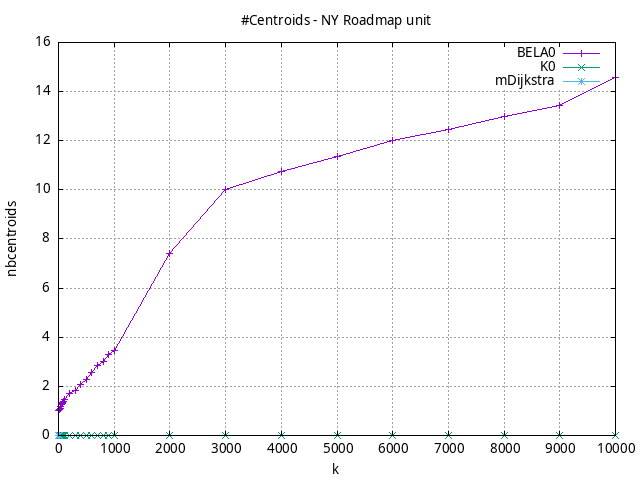 #Centroids - NY Roadmap unit
BELA0
K0
mDijkstra
nbcentroids
16
14
12
10
8
6
4
2
0
0 1000 2000 3000 4000 5000 6000 7000 8000 9000 10000
k